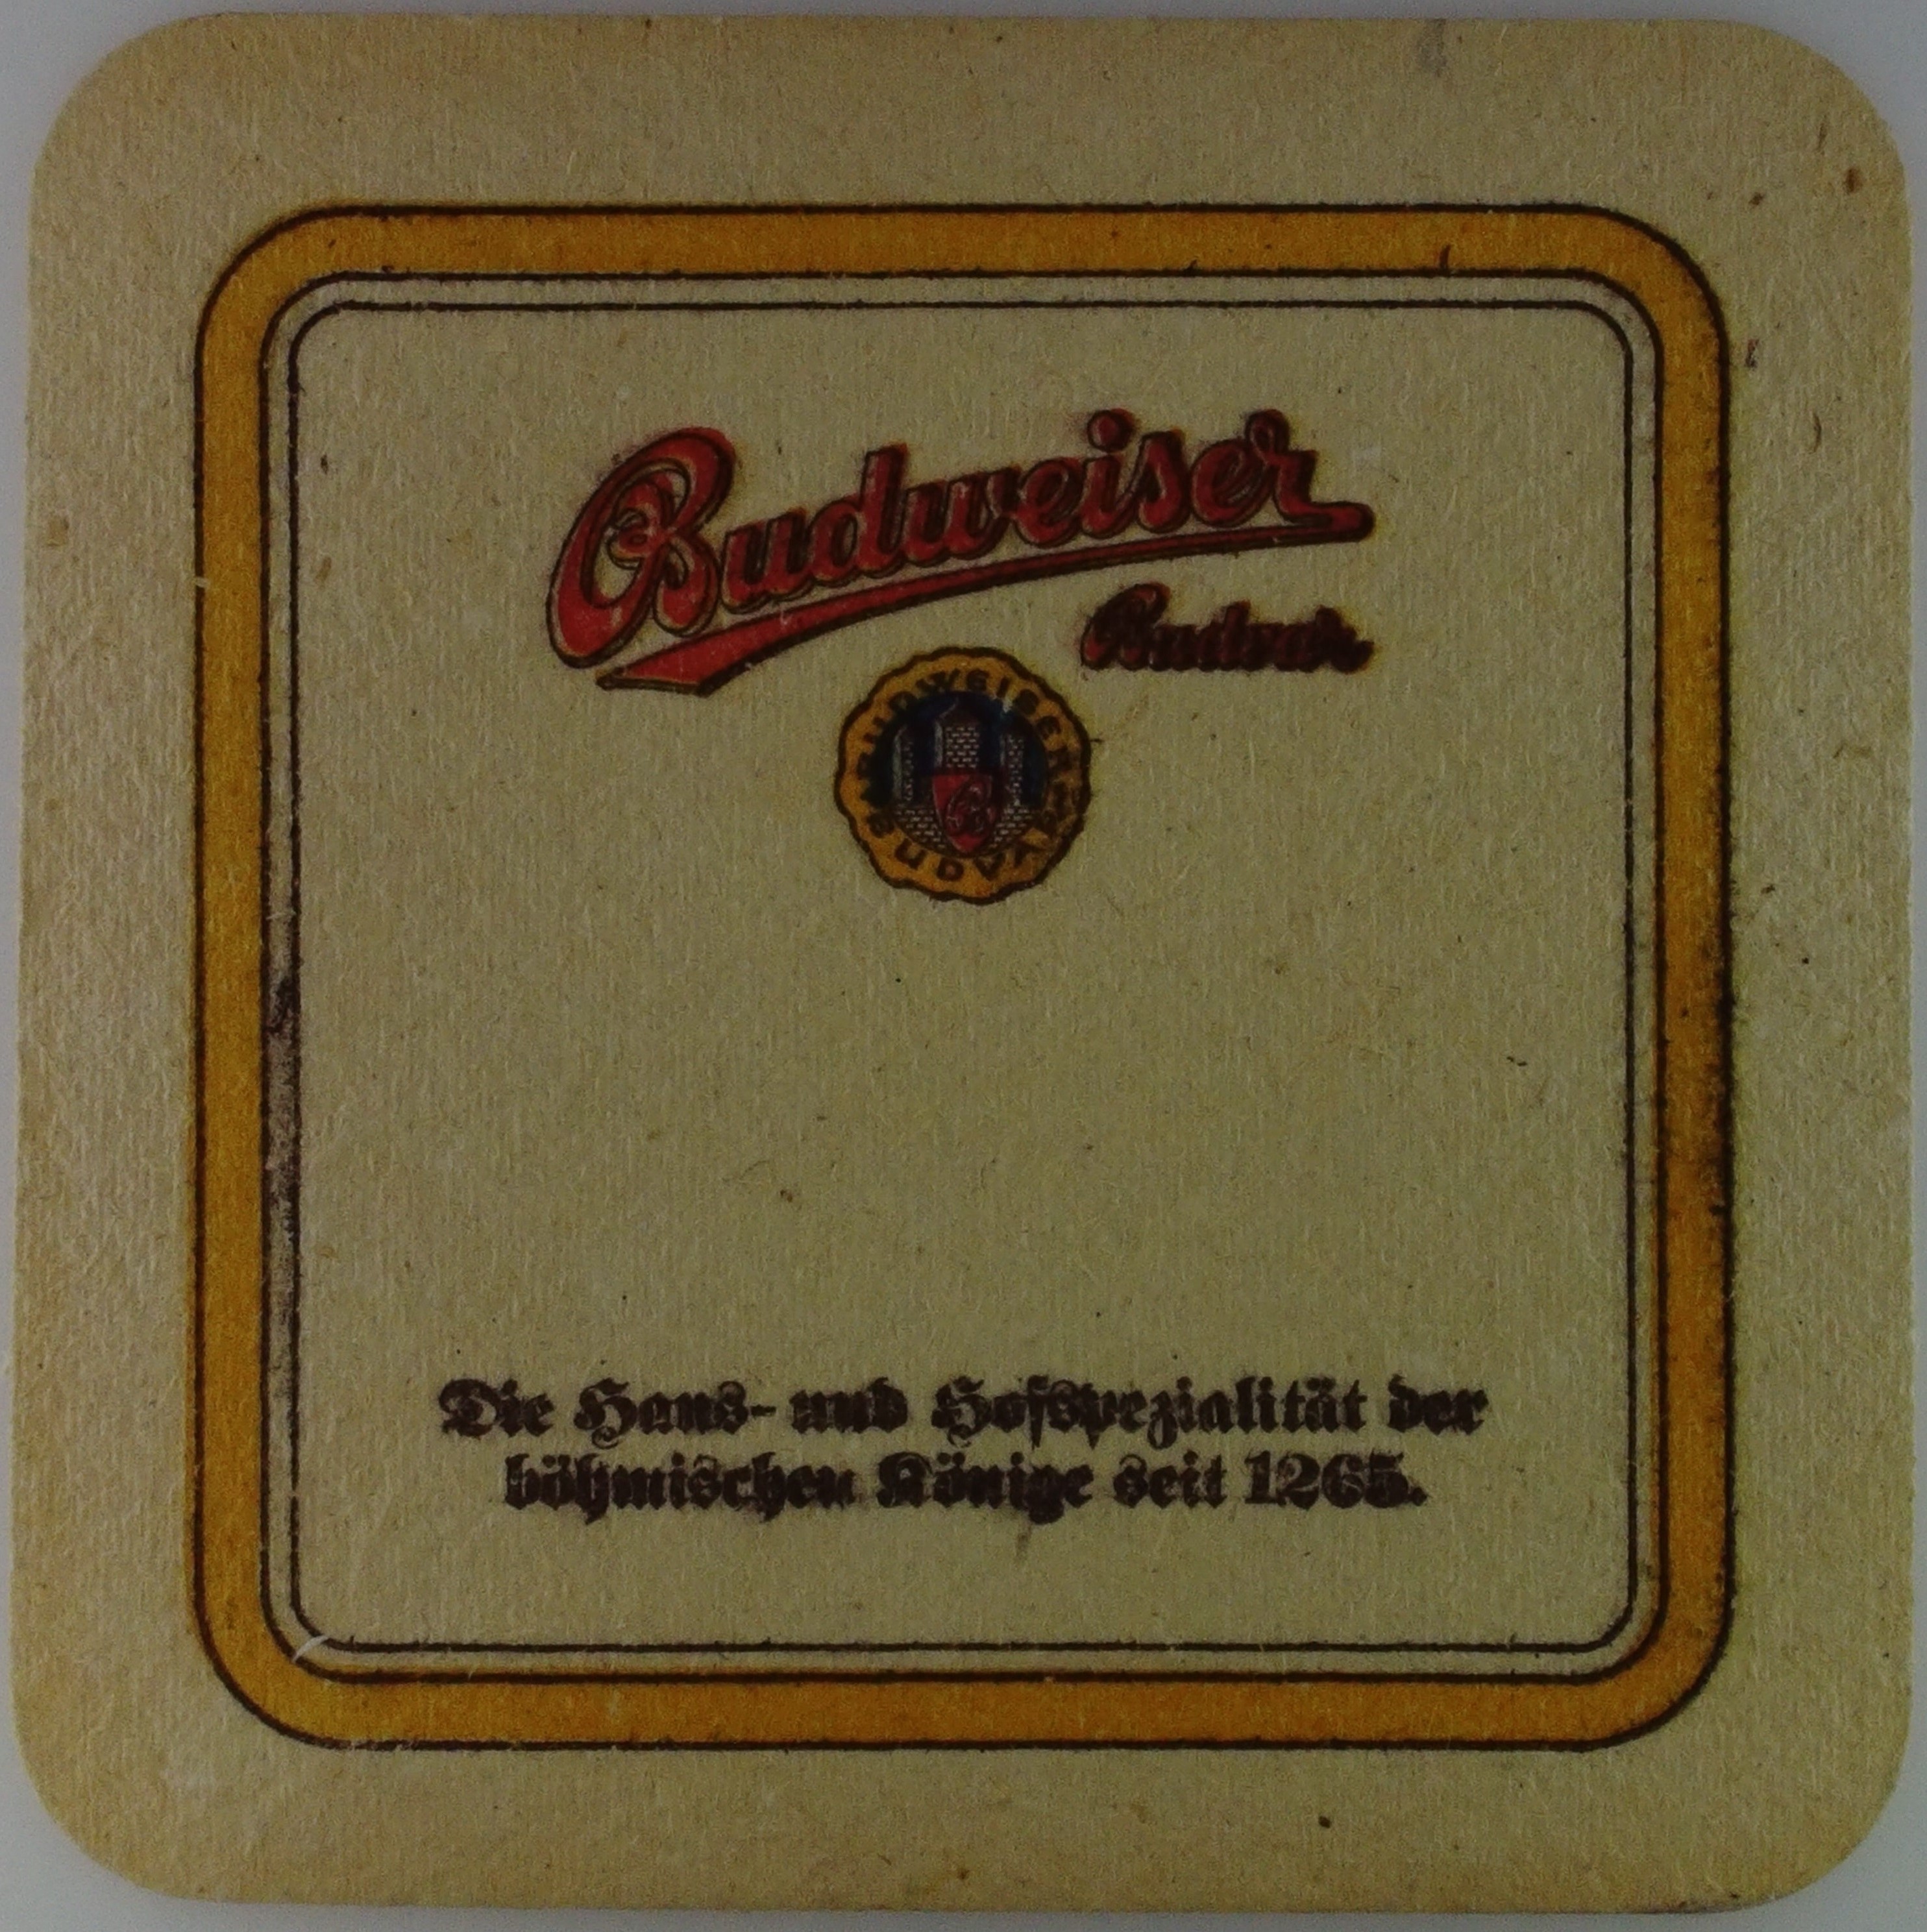 Budweiser
Budvar
BUDWEISER
BUDVAR
Die Haus- und Hofspezialität der
böhmischen Könige seit 1265.